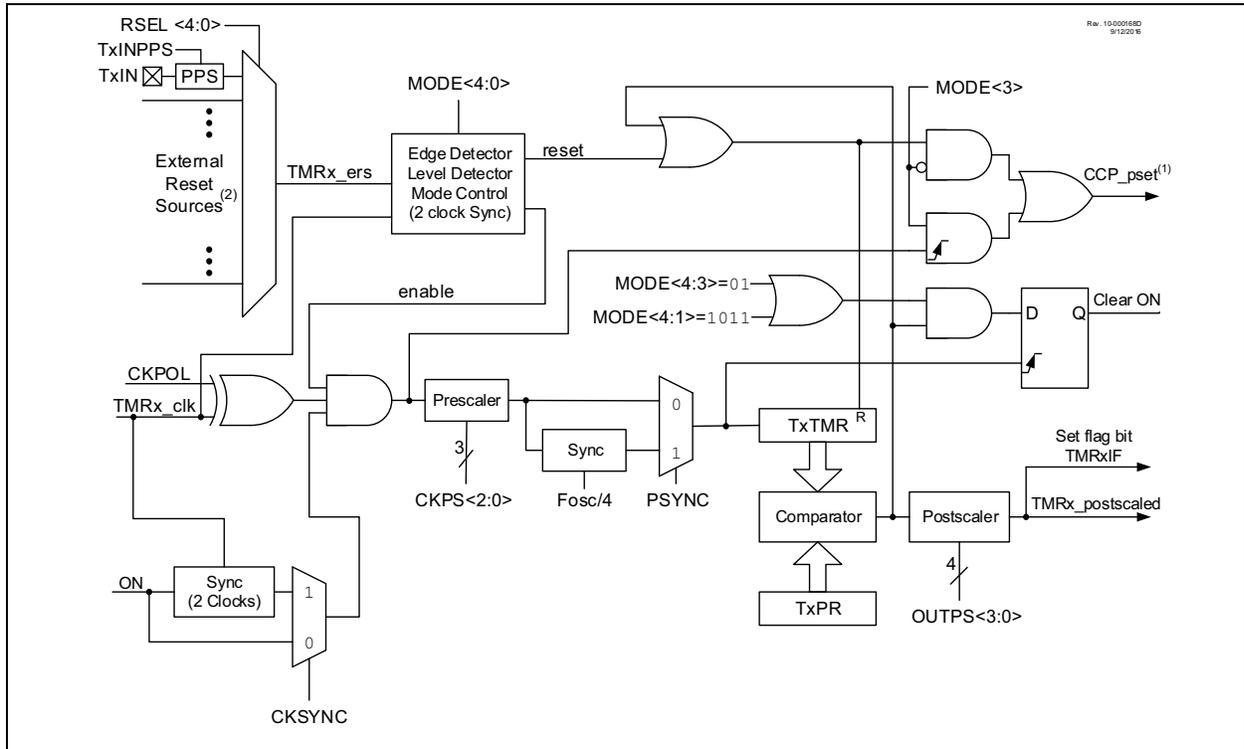 RSEL <4:0>
Rev. 10-000168D
9/12/2016
TxINPPS
TxIN
PPS
MODE<4:0>
MODE<3>
External
Reset
Sources(2)
TMRx_ers
Edge Detector
Level Detector
Mode Control
(2 clock Sync)
reset
enable
CCP_pset(1)
MODE<4:3>=01
MODE<4:1>=1011
D
Q
Clear ON
CKPOL
TMRx_clk
Prescaler
3
CKPS<2:0>
Sync
Fosc/4
0
1
PSYNC
TxTMR
R
Comparator
TxPR
Postscaler
4
OUTPS<3:0>
Set flag bit
TMRxIF
TMRx_postscaled
ON
Sync
(2 Clocks)
1
0
CKSYNC